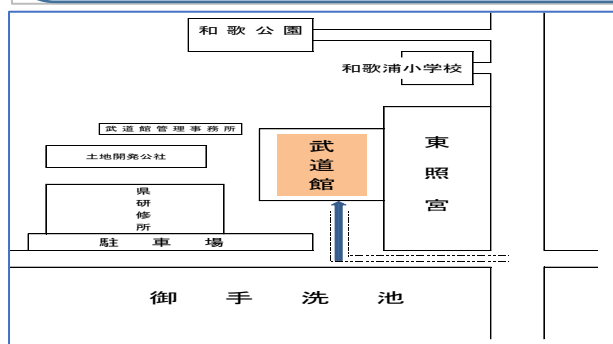 和歌公園
和歌浦小学校
武道館管理事務所
土地開発公社
武道館
東照宮
県研修所
駐車場
御手洗池